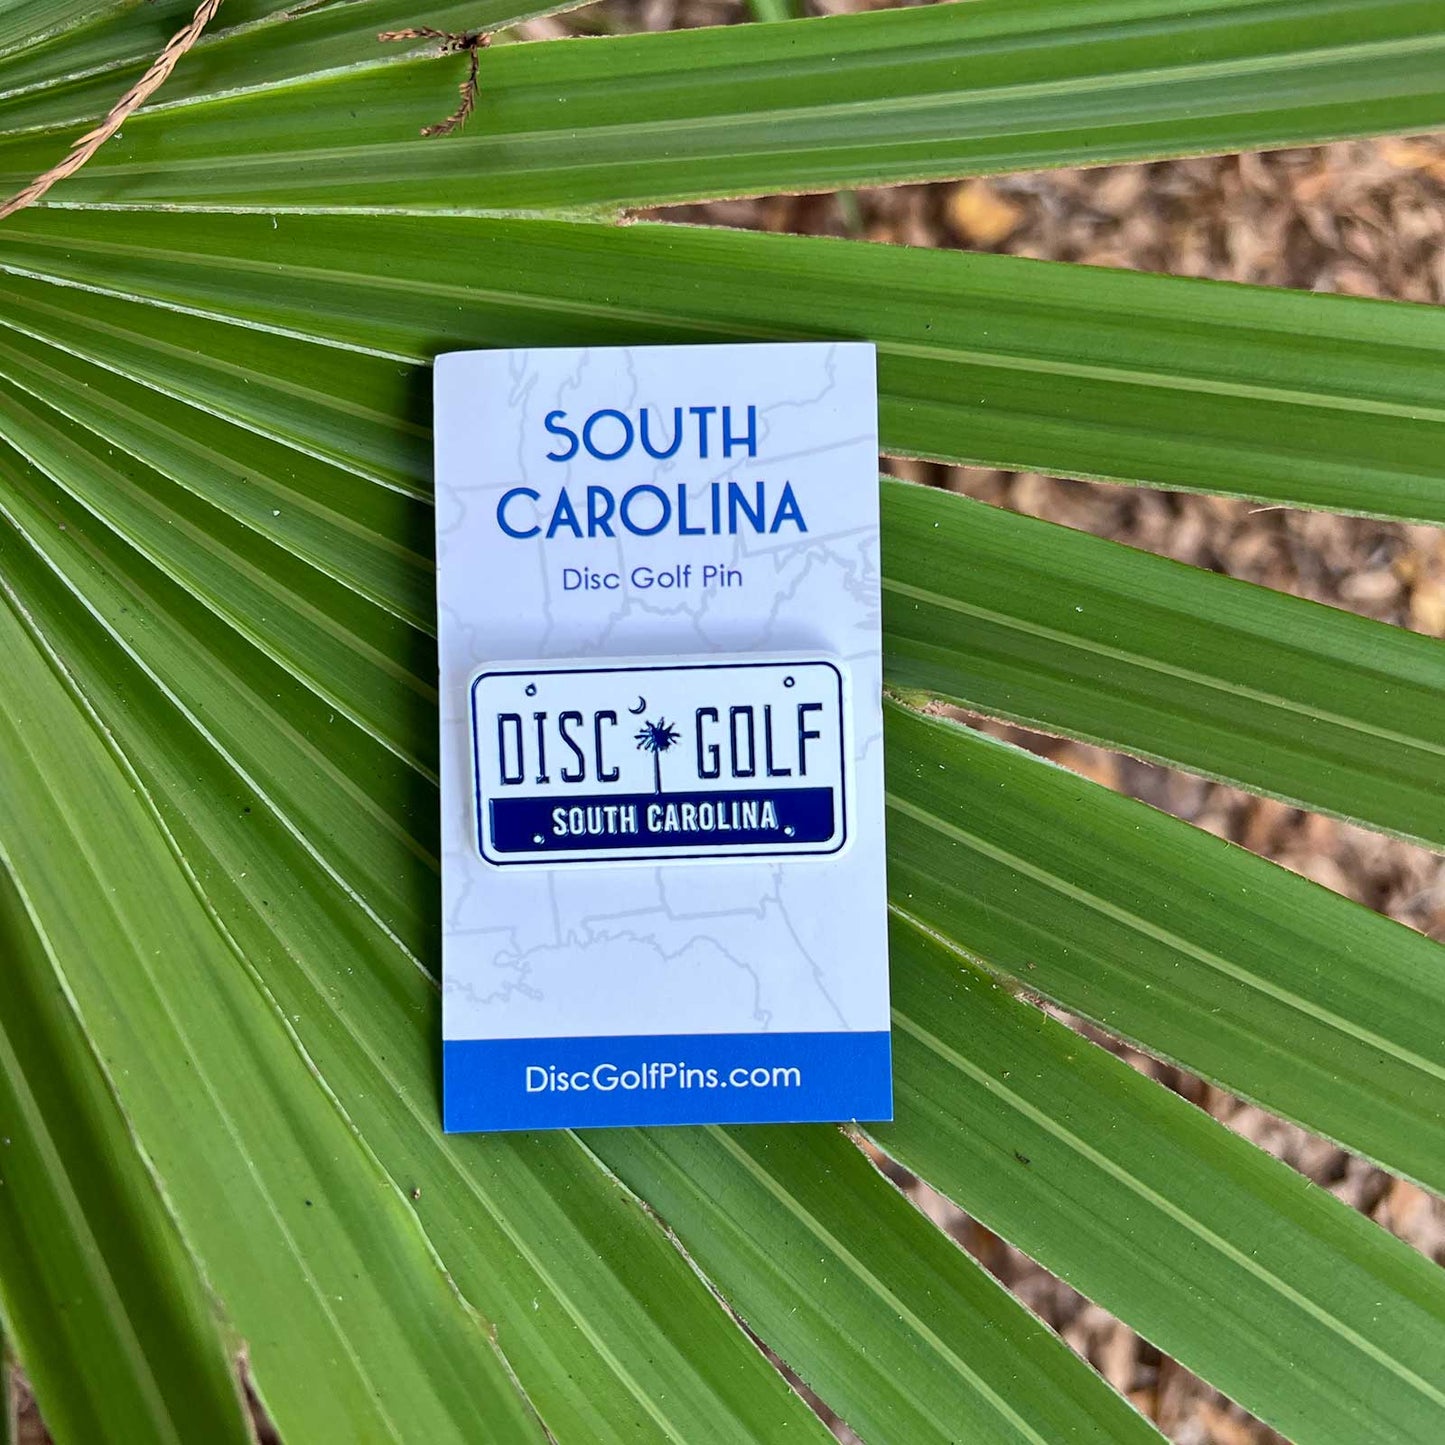 SOUTH
CAROLINA
Disc Golf Pin
DISC GOLF
SOUTH CAROLINA
DiscGolfPins.com